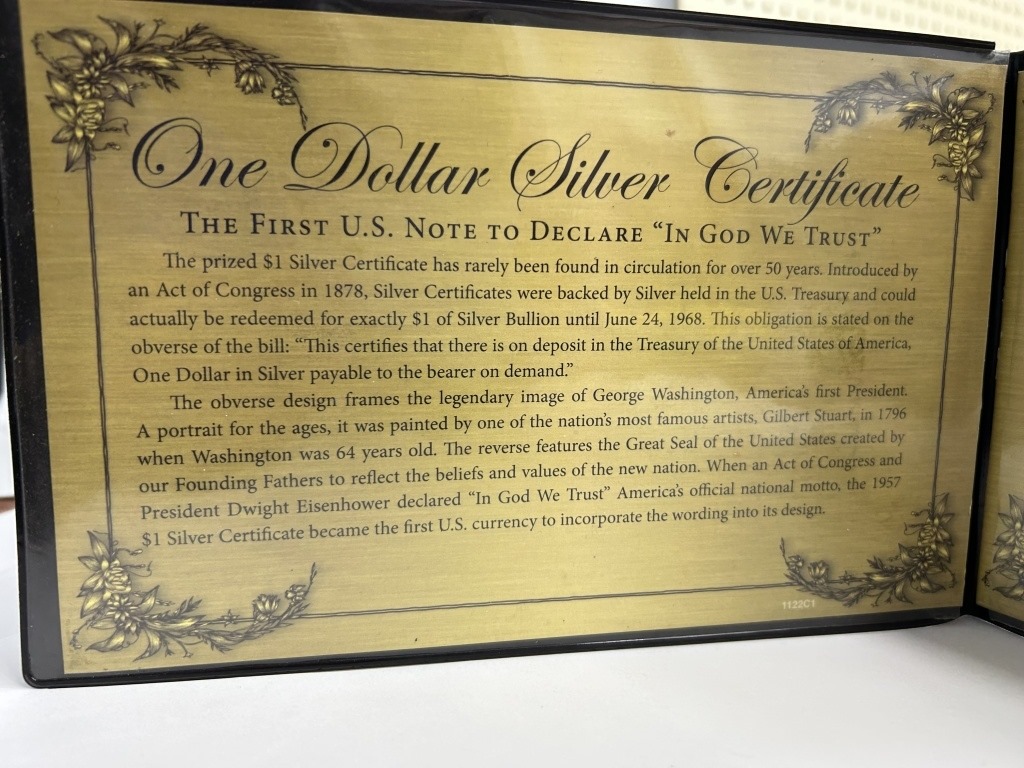 One Dollar Silver Certificate
The First U.S. Note to Declare “In God We Trust”
The prized $1 Silver Certificate has rarely been found in circulation for over 50 years. Introduced by
an Act of Congress in 1878, Silver Certificates were backed by Silver held in the U.S. Treasury and could
actually be redeemed for exactly $1 of Silver Bullion until June 24, 1968. This obligation is stated on the
obverse of the bill: “This certifies that there is on deposit in the Treasury of the United States of America,
One Dollar in Silver payable to the bearer on demand.”
The obverse design frames the legendary image of George Washington, America’s first President.
A portrait for the ages, it was painted by one of the nation’s most famous artists, Gilbert Stuart, in 1796
when Washington was 64 years old. The reverse features the Great Seal of the United States created by
our Founding Fathers to reflect the beliefs and values of the new nation. When an Act of Congress and
President Dwight Eisenhower declared “In God We Trust” America’s official national motto, the 1957
$1 Silver Certificate became the first U.S. currency to incorporate the wording into its design.
1122C1